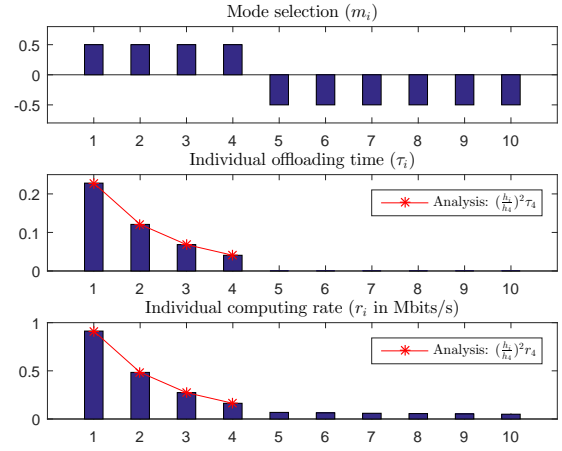 Mode selection (m_i)
0.5
0
-0.5
1 2 3 4 5 6 7 8 9 10
Individual offloading time (τ_i)
0.2
0.1
0
Analysis: (h_i/h_4)^2 τ_4
1 2 3 4 5 6 7 8 9 10
Individual computing rate (r_i in Mbits/s)
1
0.5
0
Analysis: (h_i/h_4)^2 r_4
1 2 3 4 5 6 7 8 9 10